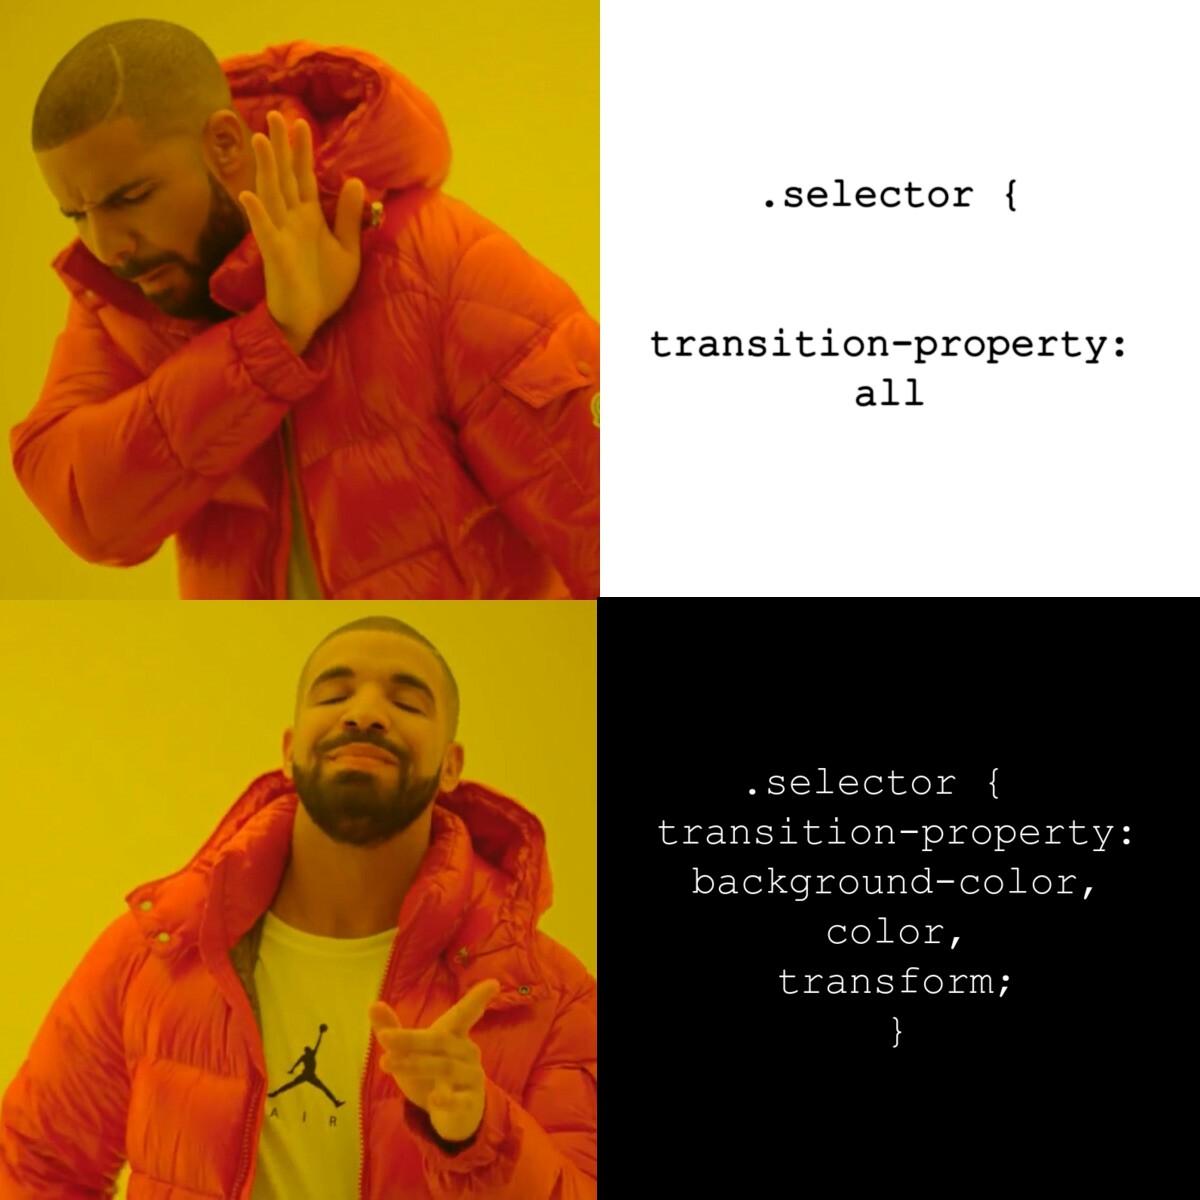 .selector {
transition-property:
all
.selector {
transition-property:
background-color,
color,
transform;
}
AIR